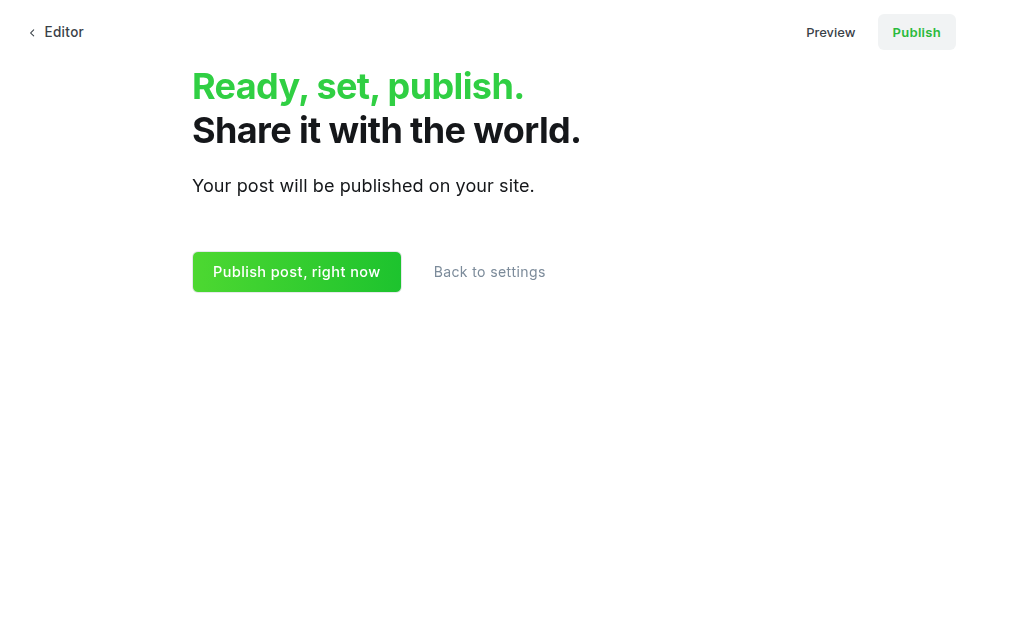 Editor
Preview
Publish
Ready, set, publish.
Share it with the world.
Your post will be published on your site.
Publish post, right now
Back to settings